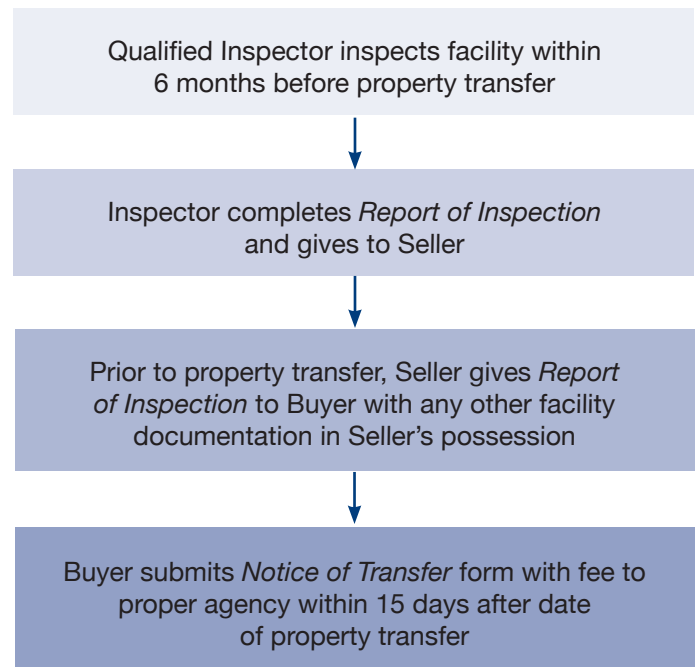 Qualified Inspector inspects facility within
6 months before property transfer
Inspector completes Report of Inspection
and gives to Seller
Prior to property transfer, Seller gives Report
of Inspection to Buyer with any other facility
documentation in Seller’s possession
Buyer submits Notice of Transfer form with fee to
proper agency within 15 days after date
of property transfer